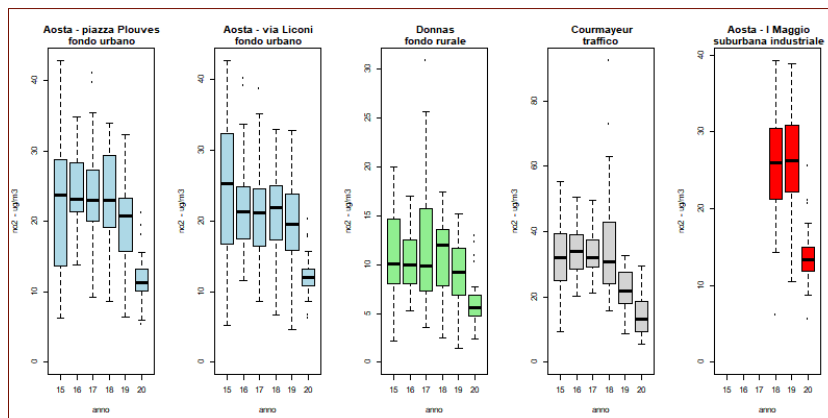 Aosta - piazza Plouves
fondo urbano
no2 - ug/m3
40
30
20
10
0
15 16 17 18 19 20
anno
Aosta - via Liconi
fondo urbano
no2 - ug/m3
40
30
20
10
0
15 16 17 18 19 20
anno
Donnas
fondo rurale
no2 - ug/m3
30
25
20
15
10
5
0
15 16 17 18 19 20
anno
Courmayeur
traffico
no2 - ug/m3
80
60
40
20
0
15 16 17 18 19 20
anno
Aosta - I Maggio
suburbana industriale
no2 - ug/m3
40
30
20
10
0
15 16 17 18 19 20
anno